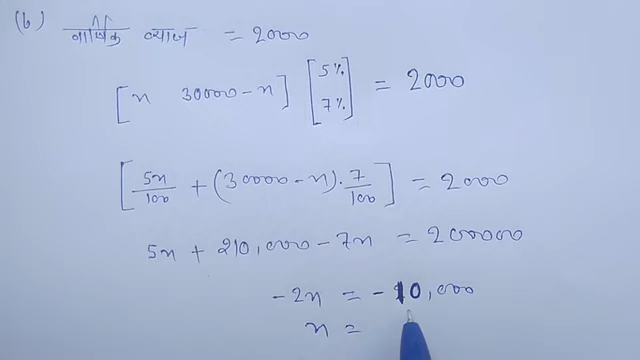 (b) वार्षिक ब्याज = 2000
[x 30000 - x] [5% 7%] = 2000
[5x/100 + (30000 - x) . 7/100] = 2000
5x + 210,000 - 7x = 200000
-2x = -10,000
x =